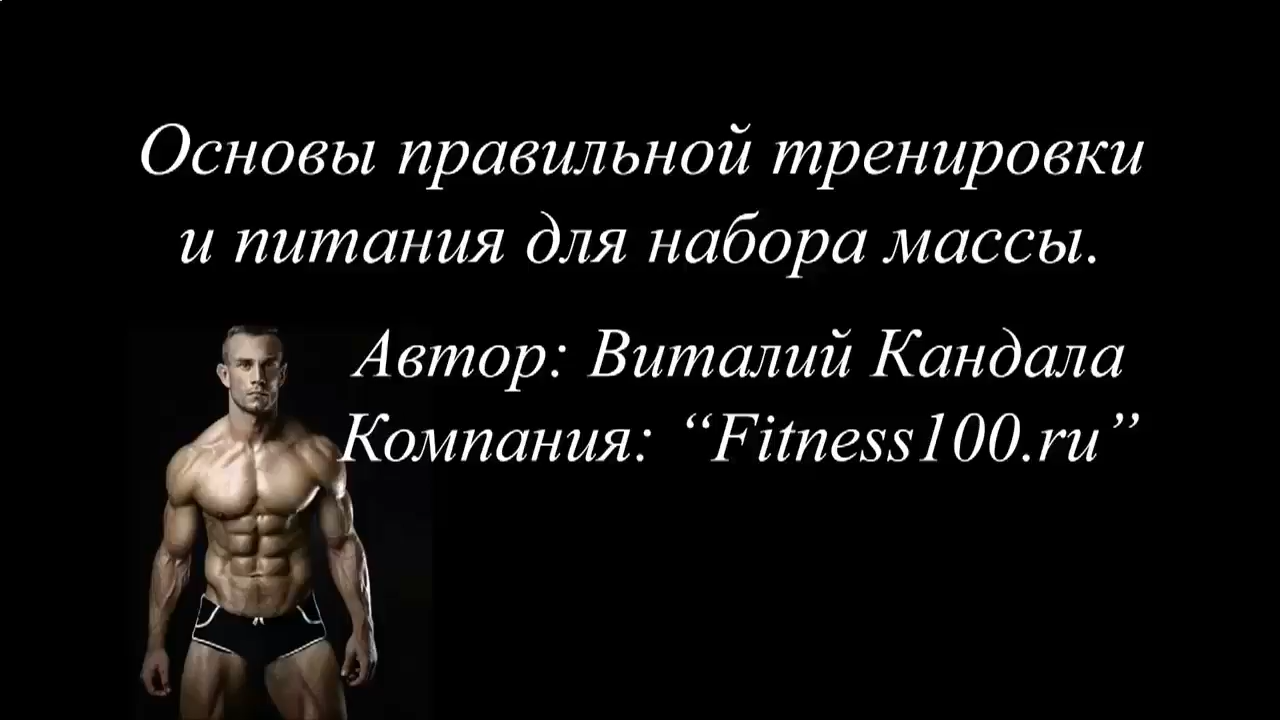 Основы правильной тренировки
и питания для набора массы.
Автор: Виталий Кандала
Компания: “Fitness100.ru”